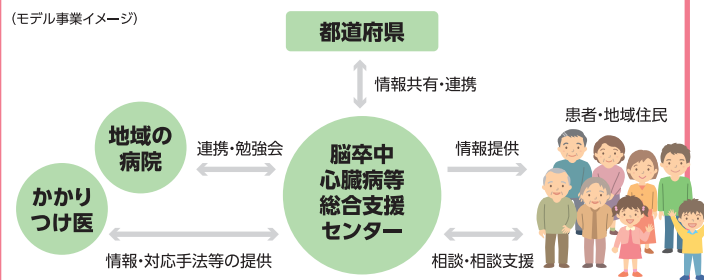 （モデル事業イメージ）
都道府県
情報共有・連携
患者・地域住民
地域の
病院
連携・勉強会
脳卒中
心臓病等
総合支援
センター
情報提供
かかり
つけ医
情報・対応手法等の提供
相談・相談支援